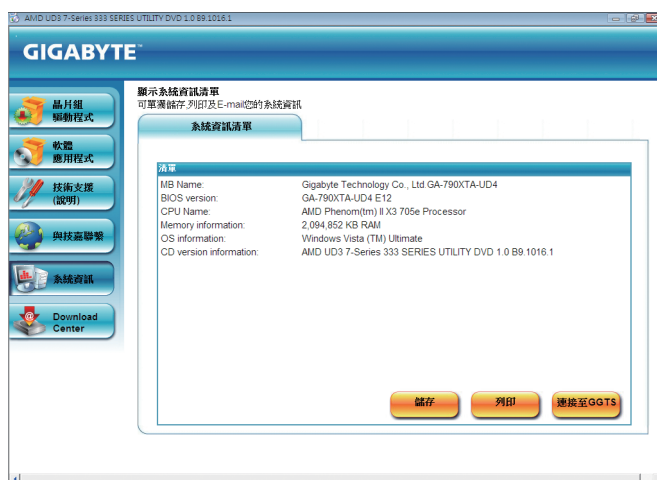 AMD UD3 7-Series 333 SERIES UTILITY DVD 1.0 B9.1016.1
GIGABYTE™
晶片組
驅動程式
軟體
應用程式
技術支援
(說明)
與技嘉聯繫
系統資訊
Download
Center
顯示系統資訊清單
可單獨儲存,列印及E-mail您的系統資訊
系統資訊清單
清單
MB Name: Gigabyte Technology Co., Ltd.GA-790XTA-UD4
BIOS version: GA-790XTA-UD4 E12
CPU Name: AMD Phenom(tm) II X3 705e Processor
Memory information: 2,094,852 KB RAM
OS information: Windows Vista (TM) Ultimate
CD version information: AMD UD3 7-Series 333 SERIES UTILITY DVD 1.0 B9.1016.1
儲存 列印 連接至GGTS